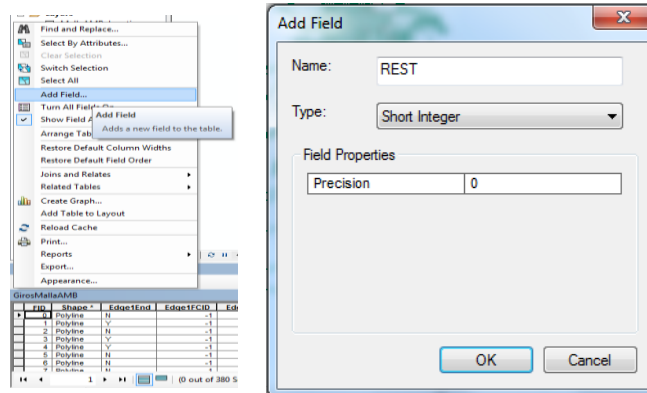 Layers
Find and Replace...
Select By Attributes...
Clear Selection
Switch Selection
Select All
Add Field...
Turn All Fields On
Show Field A
Arrange Tab
Restore Default Column Widths
Restore Default Field Order
Joins and Relates
Related Tables
Create Graph...
Add Table to Layout
Reload Cache
Print...
Reports
Export...
Appearance...
Add Field
Adds a new field to the table.
GirosMallaAMB
FID Shape * Edge1End Edge1FCID Ed
0 Polyline N -1
1 Polyline Y -1
2 Polyline N -1
3 Polyline Y -1
4 Polyline Y -1
5 Polyline N -1
6 Polyline N -1
7 Polyline N -1
1 (0 out of 380 S
Add Field
Name: REST
Type: Short Integer
Field Properties
Precision 0
OK Cancel